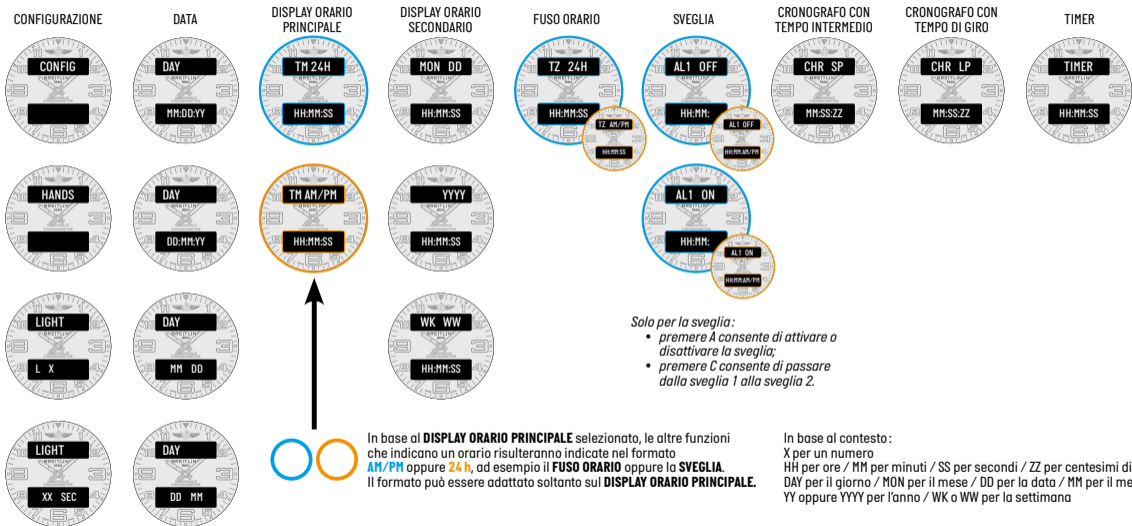 CONFIGURAZIONE
DATA
DISPLAY ORARIO
PRINCIPALE
DISPLAY ORARIO
SECONDARIO
FUSO ORARIO
SVEGLIA
CRONOGRAFO CON
TEMPO INTERMEDIO
CRONOGRAFO CON
TEMPO DI GIRO
TIMER
CONFIG
DAY
MM:DD:YY
TM 24H
HH:MM:SS
MON DD
HH:MM:SS
TZ 24H
HH:MM:SS
TZ AM/PM
HH:MM:SS
AL1 OFF
HH:MM:
AL1 OFF
HH:MM:AM/PM
CHR SP
MM:SS:ZZ
CHR LP
MM:SS:ZZ
TIMER
HH:MM:SS
HANDS
DAY
DD:MM:YY
TM AM/PM
HH:MM:SS
YYYY
HH:MM:SS
AL1 ON
HH:MM:
AL1 ON
HH:MM:AM/PM
LIGHT
L X
DAY
MM DD
WK WW
HH:MM:SS
Solo per la sveglia:
• premere A consente di attivare o
disattivare la sveglia;
• premere C consente di passare
dalla sveglia 1 alla sveglia 2.
LIGHT
XX SEC
DAY
DD MM
In base al DISPLAY ORARIO PRINCIPALE selezionato, le altre funzioni
che indicano un orario risulteranno indicate nel formato
AM/PM oppure 24 h, ad esempio il FUSO ORARIO oppure la SVEGLIA.
Il formato può essere adattato soltanto sul DISPLAY ORARIO PRINCIPALE.
In base al contesto:
X per un numero
HH per ore / MM per minuti / SS per secondi / ZZ per centesimi di
DAY per il giorno / MON per il mese / DD per la data / MM per il me
YY oppure YYYY per l'anno / WK o WW per la settimana